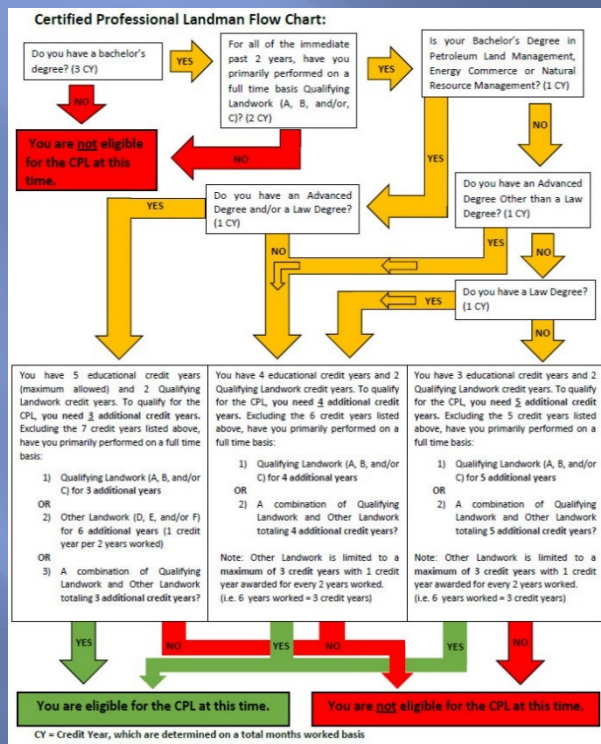 Certified Professional Landman Flow Chart:
Do you have a bachelor's
degree? (3 CY)
YES
For all of the immediate
past 2 years, have you
primarily performed on a
full time basis Qualifying
Landwork (A, B, and/or,
C)? (2 CY)
YES
Is your Bachelor's Degree in
Petroleum Land Management,
Energy Commerce or Natural
Resource Management? (1
CY)
NO
You are not eligible
for the CPL at this
time.
NO
YES
NO
Do you have an Advanced
Degree and/or a Law Degree?
(1 CY)
YES
NO
Do you have an Advanced
Degree Other than a Law
Degree? (1 CY)
YES
NO
Do you have a Law Degree?
(1 CY)
YES
NO
You have 5 educational credit years
(maximum allowed) and 2 Qualifying
Landwork credit years. To qualify for the
CPL, you need 3 additional credit years.
Excluding the 7 credit years listed above,
have you primarily performed on a full time
basis:
1) Qualifying Landwork (A, B, and/or
C) for 3 additional years
OR
2) Other Landwork (D, E, and/or F)
for 6 additional years (1 credit
year per 2 years worked)
OR
3) A combination of Qualifying
Landwork and Other Landwork
totaling 3 additional credit years?
You have 4 educational credit years and 2
Qualifying Landwork credit years. To qualify
for the CPL, you need 4 additional credit
years. Excluding the 6 credit years listed
above, have you primarily performed on a
full time basis:
1) Qualifying Landwork (A, B, and/or
C) for 4 additional years
OR
2) A combination of Qualifying
Landwork and Other Landwork
totaling 4 additional credit years?
Note: Other Landwork is limited to a
maximum of 3 credit years with 1 credit
year awarded for every 2 years worked.
(i.e. 6 years worked = 3 credit years)
You have 3 educational credit years and 2
Qualifying Landwork credit years. To qualify
for the CPL, you need 5 additional credit
years. Excluding the 5 credit years listed
above, have you primarily performed on a
full time basis:
1) Qualifying Landwork (A, B, and/or
C) for 5 additional years
OR
2) A combination of Qualifying
Landwork and Other Landwork
totaling 5 additional credit years?
Note: Other Landwork is limited to a
maximum of 3 credit years with 1 credit
year awarded for every 2 years worked.
(i.e. 6 years worked = 3 credit years)
YES
NO
YES
NO
YES
NO
You are eligible for the CPL at this time.
You are not eligible for the CPL at this time.
CY = Credit Year, which are determined on a total months worked basis